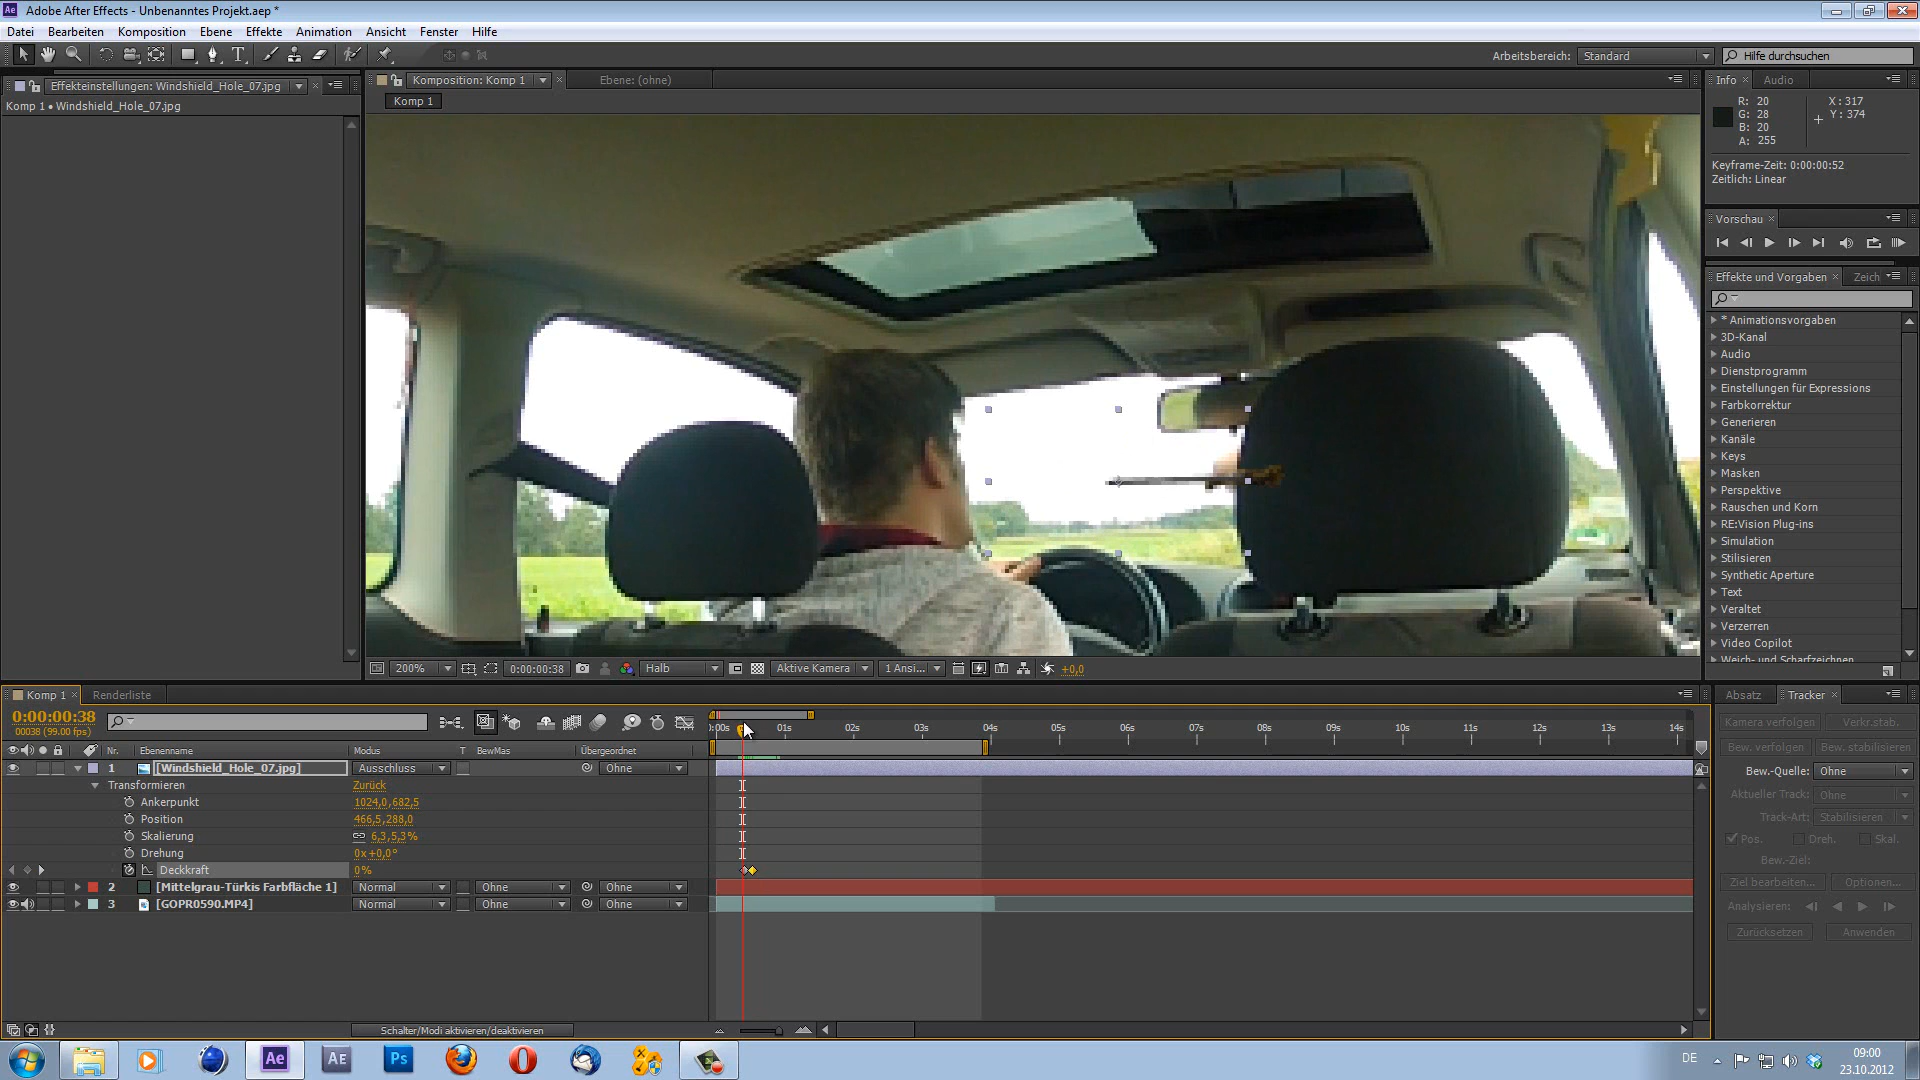 Adobe After Effects - Unbenanntes Projekt.aep *
Datei Bearbeiten Komposition Ebene Effekte Animation Ansicht Fenster Hilfe
Arbeitsbereich: Standard Hilfe durchsuchen
Effekteinstellungen: Windshield_Hole_07.jpg
Komp 1 • Windshield_Hole_07.jpg
Komposition: Komp 1 Ebene: (ohne)
Komp 1
Info Audio
R: 20
G: 28
B: 20
A: 255
X: 317
Y: 374
Keyframe-Zeit: 0:00:00:52
Zeitlich: Linear
Vorschau
Effekte und Vorgaben Zeich
* Animationsvorgaben
3D-Kanal
Audio
Dienstprogramm
Einstellungen für Expressions
Farbkorrektur
Generieren
Kanäle
Keys
Masken
Perspektive
Rauschen und Korn
RE:Vision Plug-ins
Simulation
Stilisieren
Synthetic Aperture
Text
Veraltet
Verzerren
Video Copilot
Weich- und Scharfzeichnen
200% 0:00:00:38 Halb Aktive Kamera 1 Ansi... +0,0
Komp 1 Renderliste
0:00:00:38
00038 (99.00 fps)
):00s 01s 02s 03s 04s 05s 06s 07s 08s 09s 10s 11s 12s 13s 14s
Nr. Ebenenname Modus T BewMas Übergeordnet
1 [Windshield_Hole_07.jpg] Ausschluss Ohne
Transformieren Zurück
Ankerpunkt 1024,0,682,5
Position 466,5,288,0
Skalierung 6,3,5,3%
Drehung 0x+0,0°
Deckkraft 0%
2 [Mittelgrau-Türkis Farbfläche 1] Normal Ohne Ohne
3 [GOPR0590.MP4] Normal Ohne Ohne
Schalter/Modi aktivieren/deaktivieren
Absatz Tracker
Kamera verfolgen Verkr.stab.
Bew. verfolgen Bew. stabilisieren
Bew.-Quelle: Ohne
Aktueller Track: Ohne
Track-Art: Stabilisieren
Pos. Dreh. Skal.
Bew.-Ziel:
Ziel bearbeiten... Optionen...
Analysieren:
Zurücksetzen Anwenden
Ae AE Ps
DE
09:00
23.10.2012